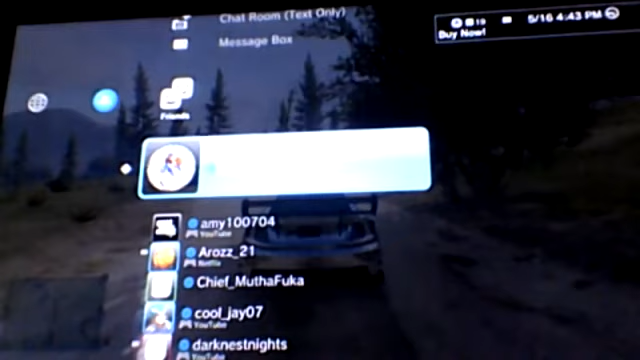 Chat Room (Text Only)
Message Box
19
5/16 4:43 PM
Buy Now!
Friends
amy100704
YouTube
Arozz_21
Netflix
Chief_MuthaFuka
cool_jay07
YouTube
darknestnights
YouTube